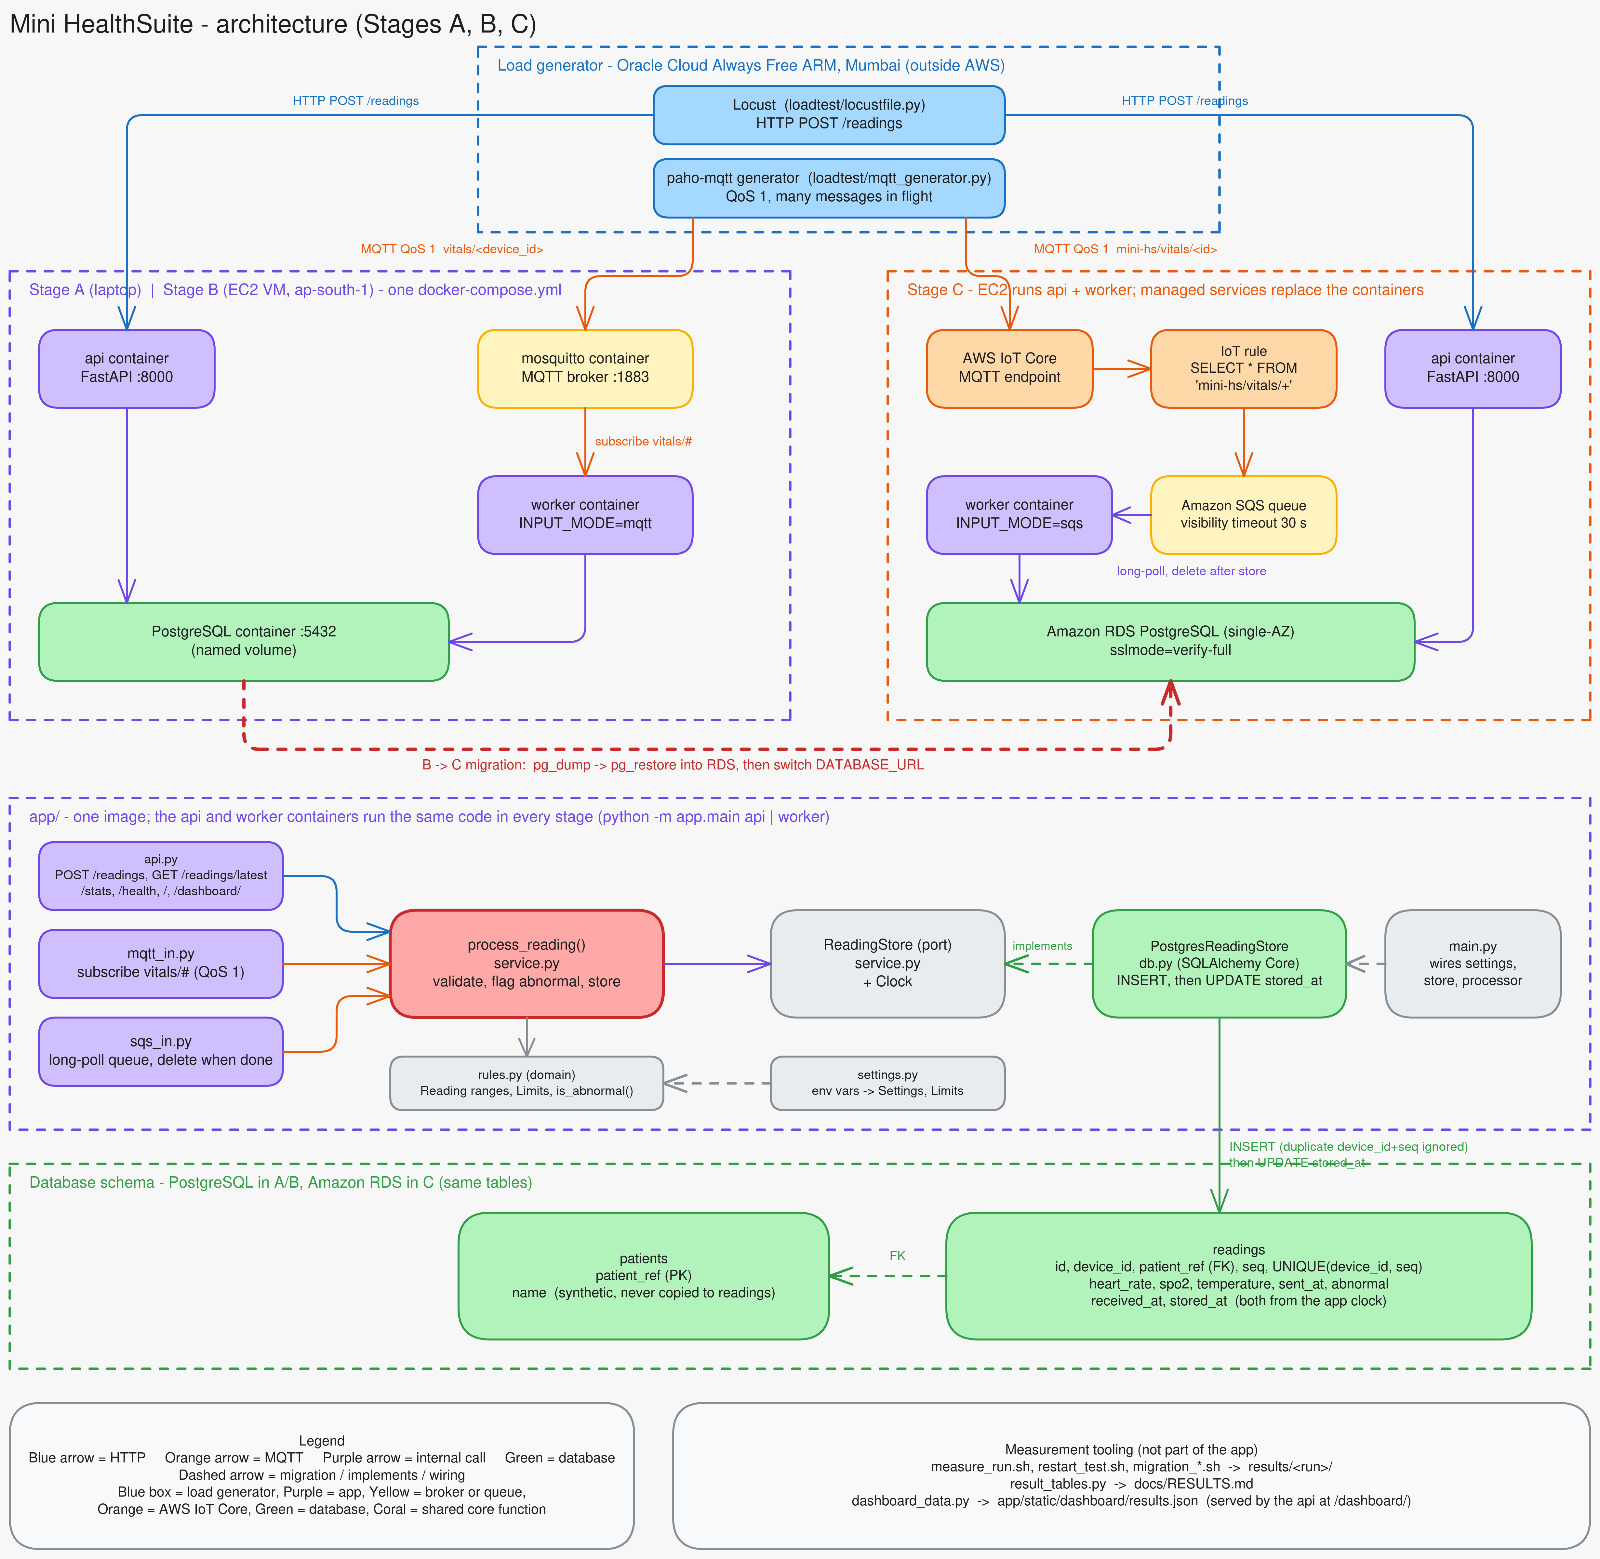 Mini HealthSuite - architecture (Stages A, B, C)
Load generator - Oracle Cloud Always Free ARM, Mumbai (outside AWS)
HTTP POST /readings
Locust  (loadtest/locustfile.py)
HTTP POST /readings
HTTP POST /readings
paho-mqtt generator  (loadtest/mqtt_generator.py)
QoS 1, many messages in flight
MQTT QoS 1  vitals/<device_id>
MQTT QoS 1  mini-hs/vitals/<id>
Stage A (laptop)  |  Stage B (EC2 VM, ap-south-1) - one docker-compose.yml
api container
FastAPI :8000
mosquitto container
MQTT broker :1883
subscribe vitals/#
worker container
INPUT_MODE=mqtt
PostgreSQL container :5432
(named volume)
Stage C - EC2 runs api + worker; managed services replace the containers
AWS IoT Core
MQTT endpoint
IoT rule
SELECT * FROM
'mini-hs/vitals/+'
api container
FastAPI :8000
worker container
INPUT_MODE=sqs
Amazon SQS queue
visibility timeout 30 s
long-poll, delete after store
Amazon RDS PostgreSQL (single-AZ)
sslmode=verify-full
B -> C migration:  pg_dump -> pg_restore into RDS, then switch DATABASE_URL
app/ - one image; the api and worker containers run the same code in every stage (python -m app.main api | worker)
api.py
POST /readings, GET /readings/latest
/stats, /health, /, /dashboard/
mqtt_in.py
subscribe vitals/# (QoS 1)
sqs_in.py
long-poll queue, delete when done
process_reading()
service.py
validate, flag abnormal, store
ReadingStore (port)
service.py
+ Clock
implements
PostgresReadingStore
db.py (SQLAlchemy Core)
INSERT, then UPDATE stored_at
main.py
wires settings,
store, processor
rules.py (domain)
Reading ranges, Limits, is_abnormal()
settings.py
env vars -> Settings, Limits
INSERT (duplicate device_id+seq ignored)
then UPDATE stored_at
Database schema - PostgreSQL in A/B, Amazon RDS in C (same tables)
patients
patient_ref (PK)
name  (synthetic, never copied to readings)
FK
readings
id, device_id, patient_ref (FK), seq, UNIQUE(device_id, seq)
heart_rate, spo2, temperature, sent_at, abnormal
received_at, stored_at  (both from the app clock)
Legend
Blue arrow = HTTP     Orange arrow = MQTT     Purple arrow = internal call     Green = database
Dashed arrow = migration / implements / wiring
Blue box = load generator, Purple = app, Yellow = broker or queue,
Orange = AWS IoT Core, Green = database, Coral = shared core function
Measurement tooling (not part of the app)
measure_run.sh, restart_test.sh, migration_*.sh  ->  results/<run>/
result_tables.py  ->  docs/RESULTS.md
dashboard_data.py  ->  app/static/dashboard/results.json  (served by the api at /dashboard/)